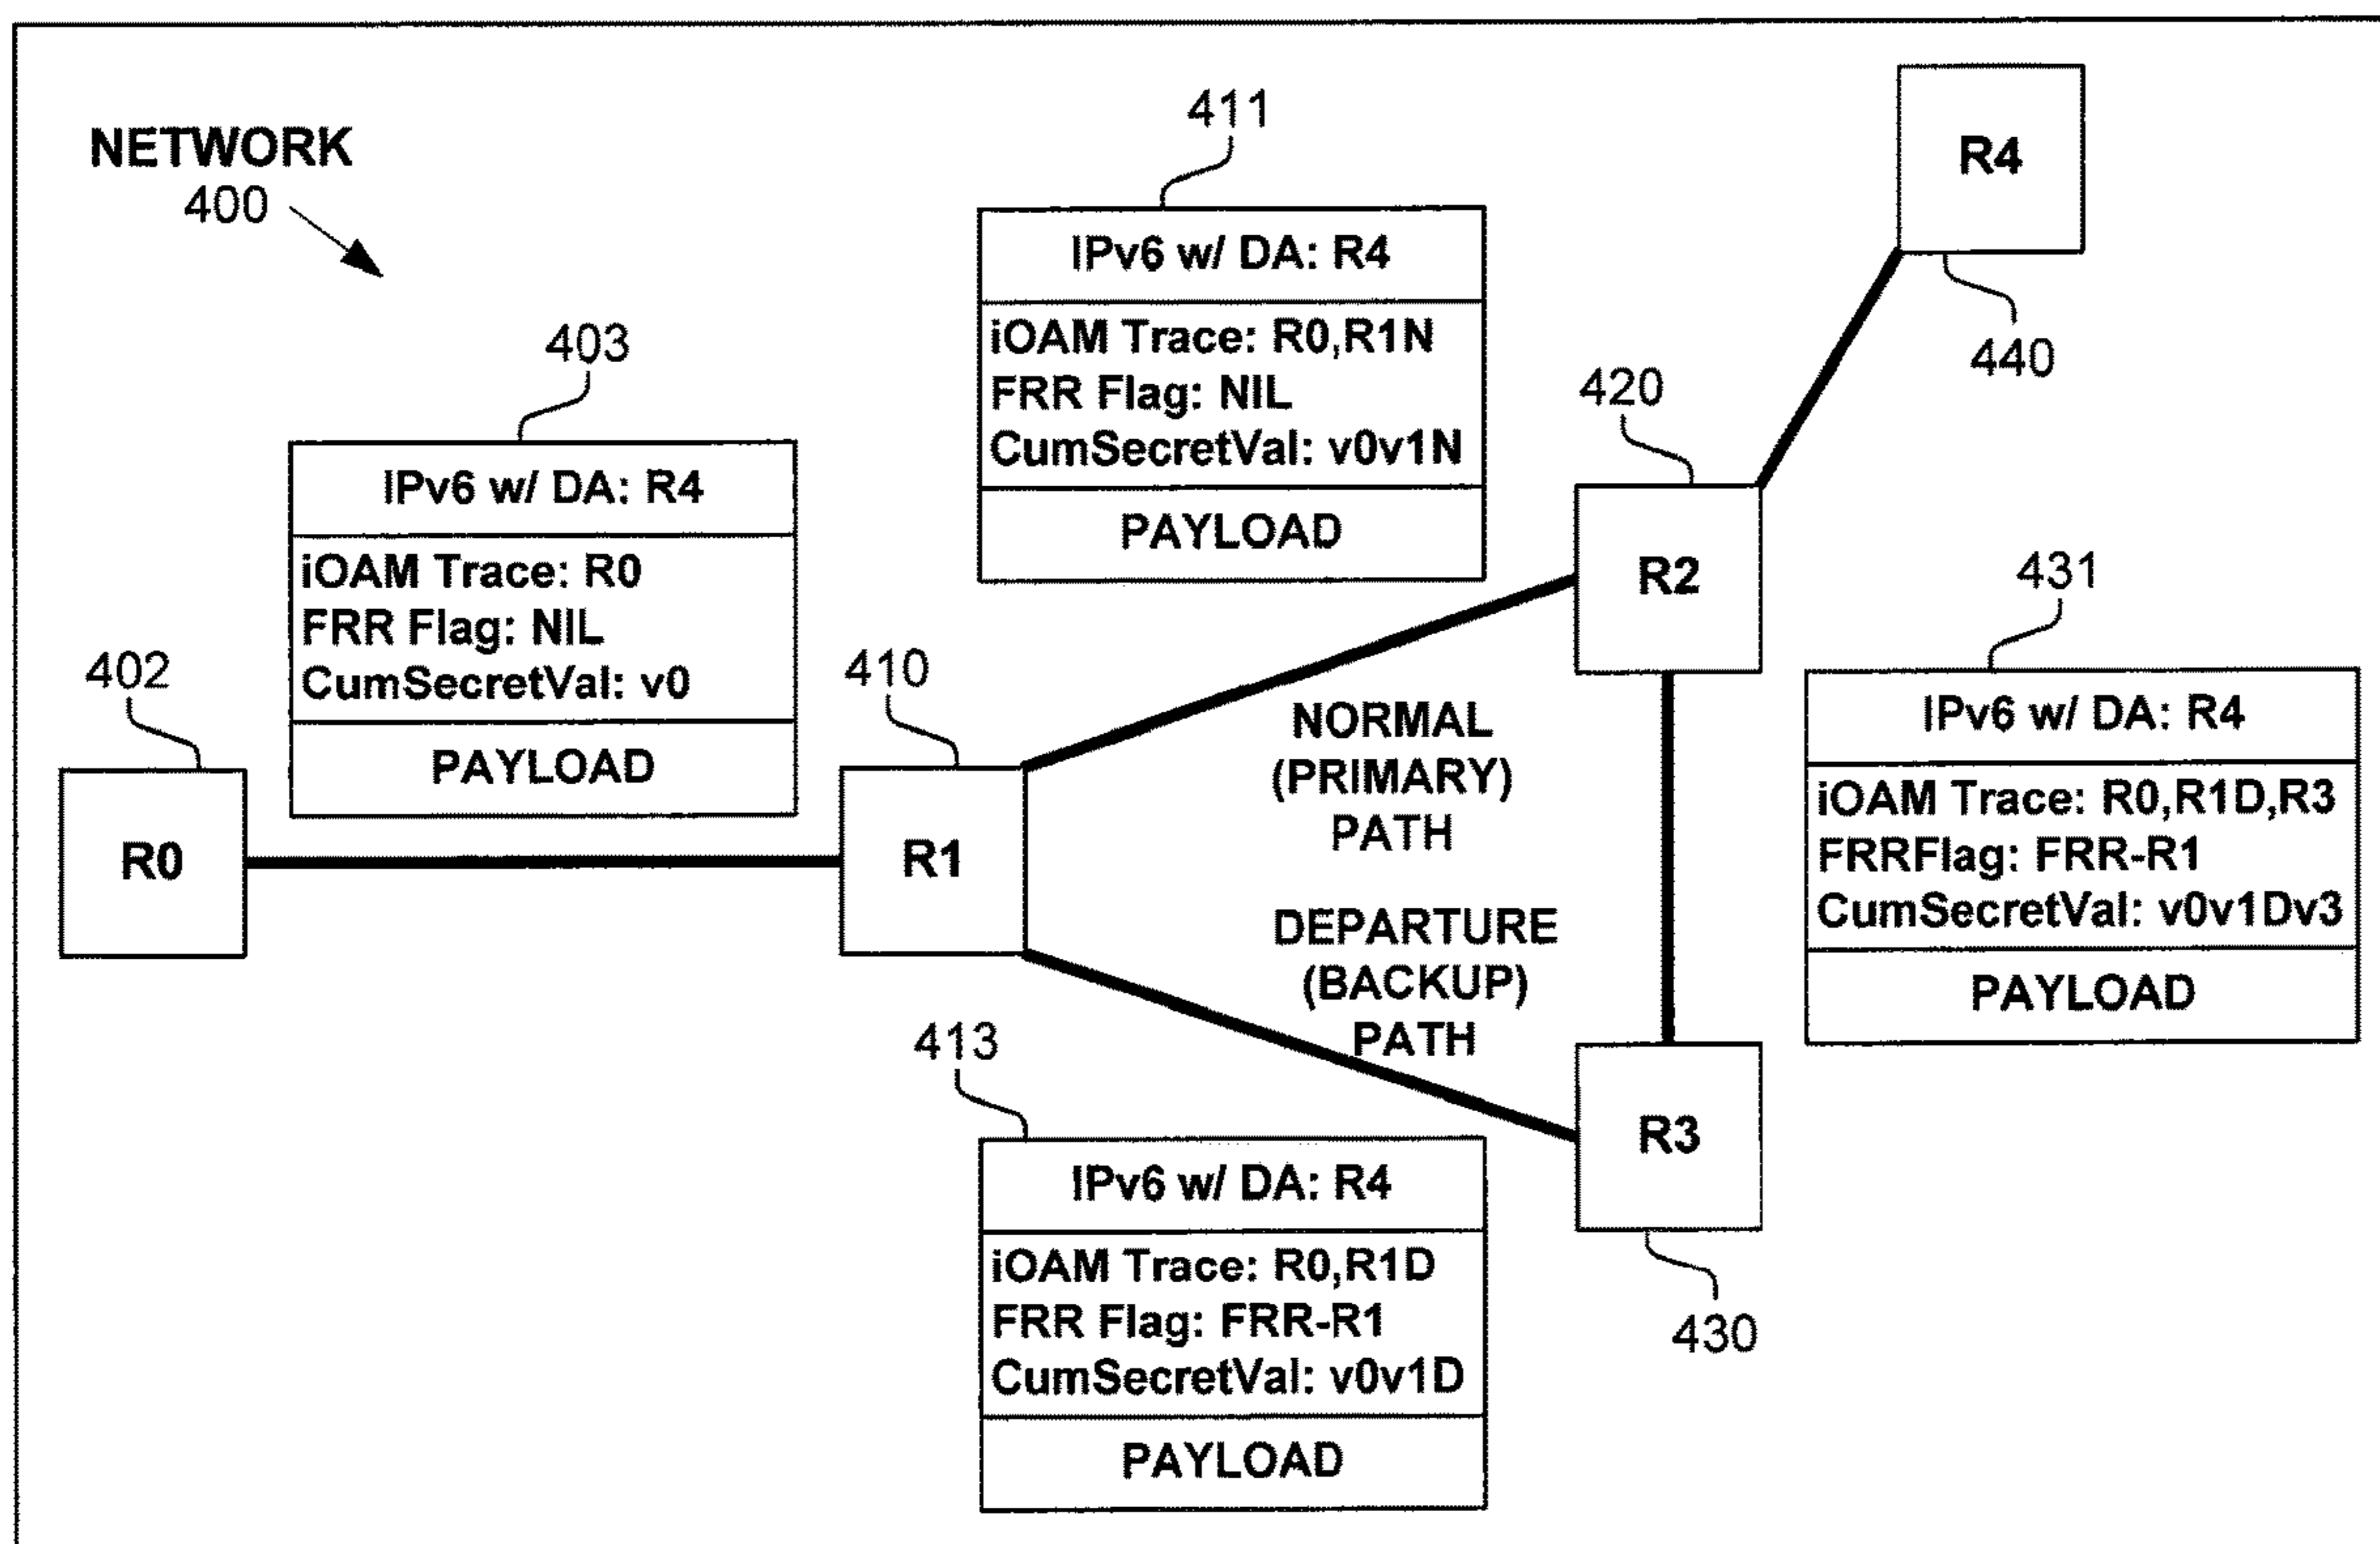 NETWORK
400
411
R4
440
IPv6 w/ DA: R4
iOAM Trace: R0,R1N
FRR Flag: NIL
CumSecretVal: v0v1N
PAYLOAD
403
IPv6 w/ DA: R4
iOAM Trace: R0
FRR Flag: NIL
CumSecretVal: v0
PAYLOAD
420
R2
402
R0
410
R1
NORMAL
(PRIMARY)
PATH
DEPARTURE
(BACKUP)
PATH
431
IPv6 w/ DA: R4
iOAM Trace: R0,R1D,R3
FRRFlag: FRR-R1
CumSecretVal: v0v1Dv3
PAYLOAD
413
IPv6 w/ DA: R4
iOAM Trace: R0,R1D
FRR Flag: FRR-R1
CumSecretVal: v0v1D
PAYLOAD
R3
430